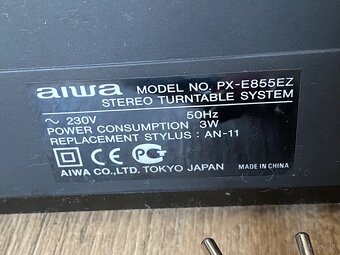 aiwa MODEL NO. PX-E855EZ
STEREO TURNTABLE SYSTEM
~ 230V 50Hz
POWER CONSUMPTION 3W
REPLACEMENT STYLUS : AN-11
CE
AIWA CO.,LTD. TOKYO JAPAN MADE IN CHINA